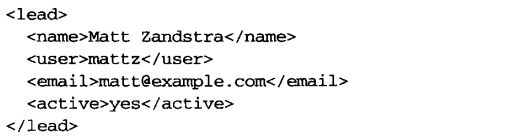 <lead>
  <name>Matt Zandstra</name>
  <user>mattz</user>
  <email>matt@example.com</email>
  <active>yes</active>
</lead>